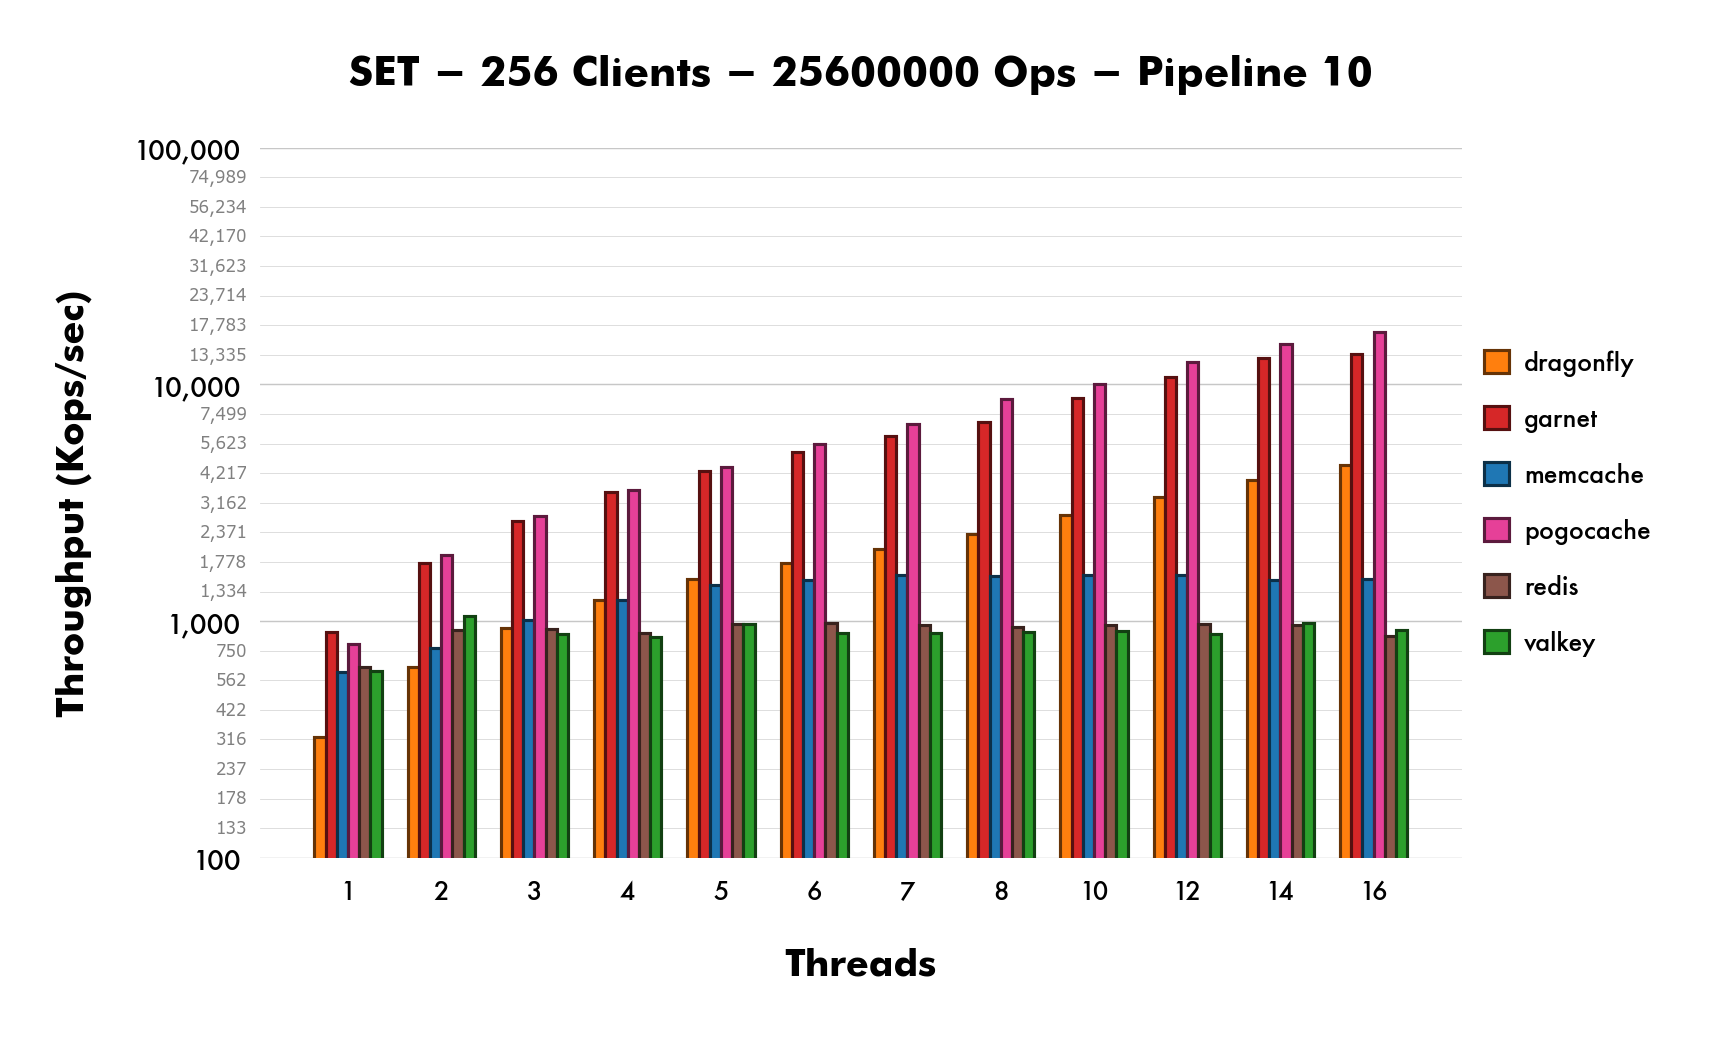 SET – 256 Clients – 25600000 Ops – Pipeline 10
Throughput (Kops/sec)
100,000
74,989
56,234
42,170
31,623
23,714
17,783
13,335
10,000
7,499
5,623
4,217
3,162
2,371
1,778
1,334
1,000
750
562
422
316
237
178
133
100
1 2 3 4 5 6 7 8 10 12 14 16
Threads
dragonfly
garnet
memcache
pogocache
redis
valkey